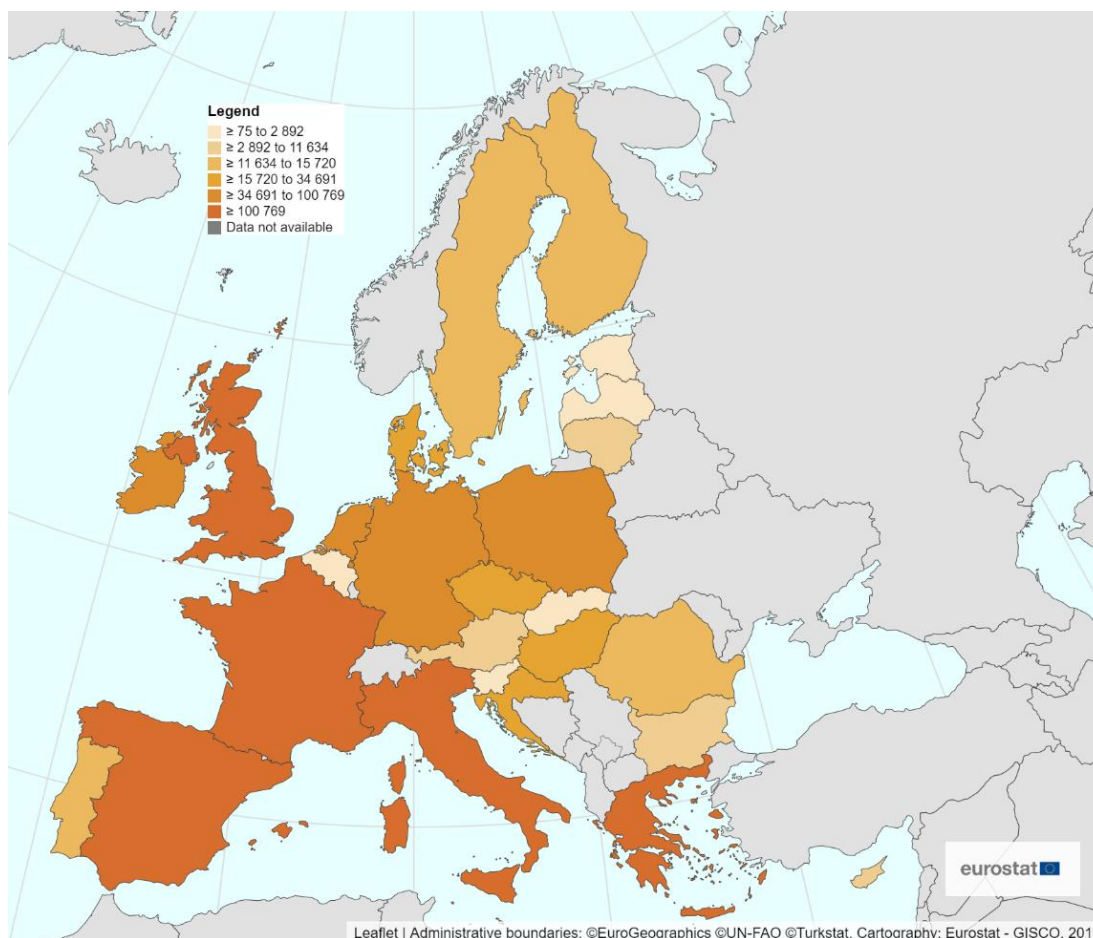 Legend
≥ 75 to 2 892
≥ 2 892 to 11 634
≥ 11 634 to 15 720
≥ 15 720 to 34 691
≥ 34 691 to 100 769
≥ 100 769
Data not available
eurostat
Leaflet | Administrative boundaries: ©EuroGeographics ©UN-FAO ©Turkstat, Cartography: Eurostat - GISCO, 201